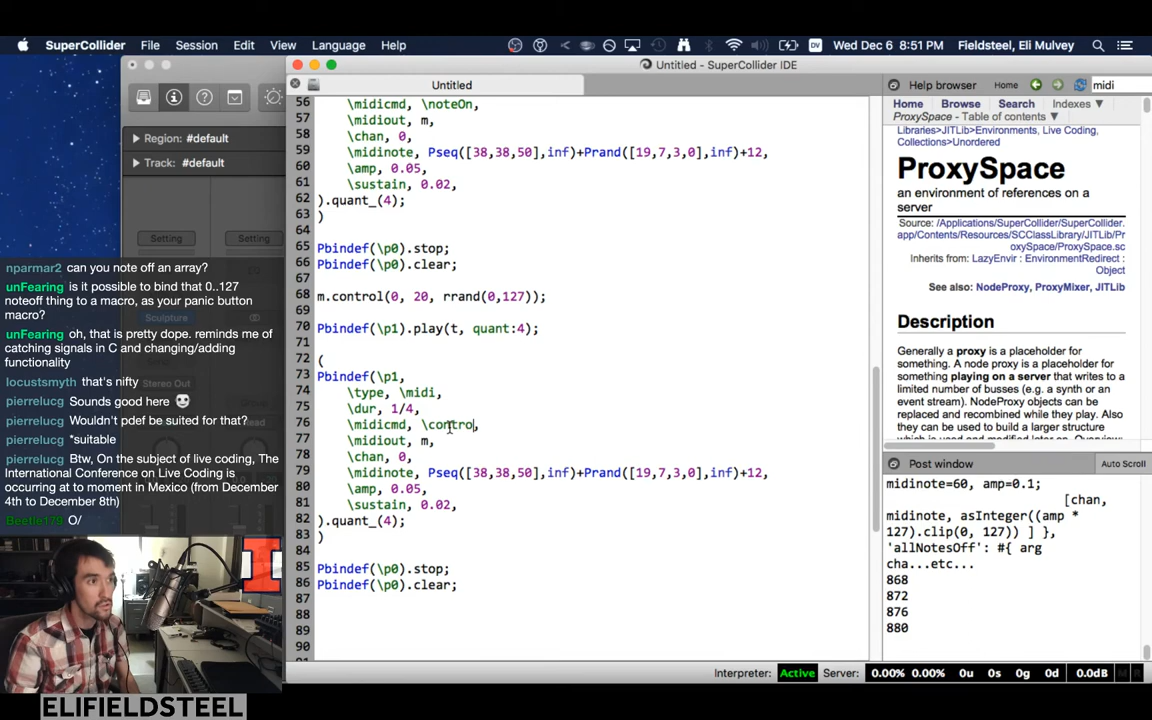 SuperCollider File Session Edit View Language Help
DV Wed Dec 6 8:51 PM Fieldsteel, Eli Mulvey
Untitled - SuperCollider IDE
Untitled
Region: #default
Track: #default
Setting Setting
Sculpture
Stereo Out
nparmar2 can you note off an array?
unFearing is it possible to bind that 0..127
noteoff thing to a macro, as your panic button
macro?
unFearing oh, that is pretty dope. reminds me of
catching signals in C and changing/adding
functionality
locustsmyth that's nifty
pierrelucg Sounds good here
pierrelucg Wouldn't pdef be suited for that?
pierrelucg *suitable
pierrelucg Btw, On the subject of live coding, The
International Conference on Live Coding is
occurring at to moment in Mexico (from December
4th to December 8th)
Beetle179 O/
ELIFIELDSTEEL
56 \midicmd, \noteOn,
57 \midiout, m,
58 \chan, 0,
59 \midinote, Pseq([38,38,50],inf)+Prand([19,7,3,0],inf)+12,
60 \amp, 0.05,
61 \sustain, 0.02,
62 ).quant_(4);
63 )
64
65 Pbindef(\p0).stop;
66 Pbindef(\p0).clear;
67
68 m.control(0, 20, rrand(0,127));
69
70 Pbindef(\p1).play(t, quant:4);
71
72 (
73 Pbindef(\p1,
74 \type, \midi,
75 \dur, 1/4,
76 \midicmd, \contro,
77 \midiout, m,
78 \chan, 0,
79 \midinote, Pseq([38,38,50],inf)+Prand([19,7,3,0],inf)+12,
80 \amp, 0.05,
81 \sustain, 0.02,
82 ).quant_(4);
83 )
84
85 Pbindef(\p0).stop;
86 Pbindef(\p0).clear;
87
88
89
90
Help browser Home midi
Home Browse Search Indexes ▼
ProxySpace - Table of contents ▼
Libraries>JITLib>Environments, Live Coding,
Collections>Unordered
ProxySpace
an environment of references on a
server
Source: /Applications/SuperCollider/SuperCollider.
app/Contents/Resources/SCClassLibrary/JITLib/Pr
oxySpace/ProxySpace.sc
Inherits from: LazyEnvir : EnvironmentRedirect :
Object
See also: NodeProxy, ProxyMixer, JITLib
Description
Generally a proxy is a placeholder for
something. A node proxy is a placeholder for
something playing on a server that writes to a
limited number of busses (e.g. a synth or an
event stream). NodeProxy objects can be
replaced and recombined while they play. Also
they can be used to build a larger structure
Post window Auto Scroll
midinote=60, amp=0.1;
[chan,
midinote, asInteger((amp *
127).clip(0, 127)) ] },
'allNotesOff': #{ arg
cha...etc...
868
872
876
880
Interpreter: Active Server: 0.00% 0.00% 0u 0s 0g 0d 0.0dB M R